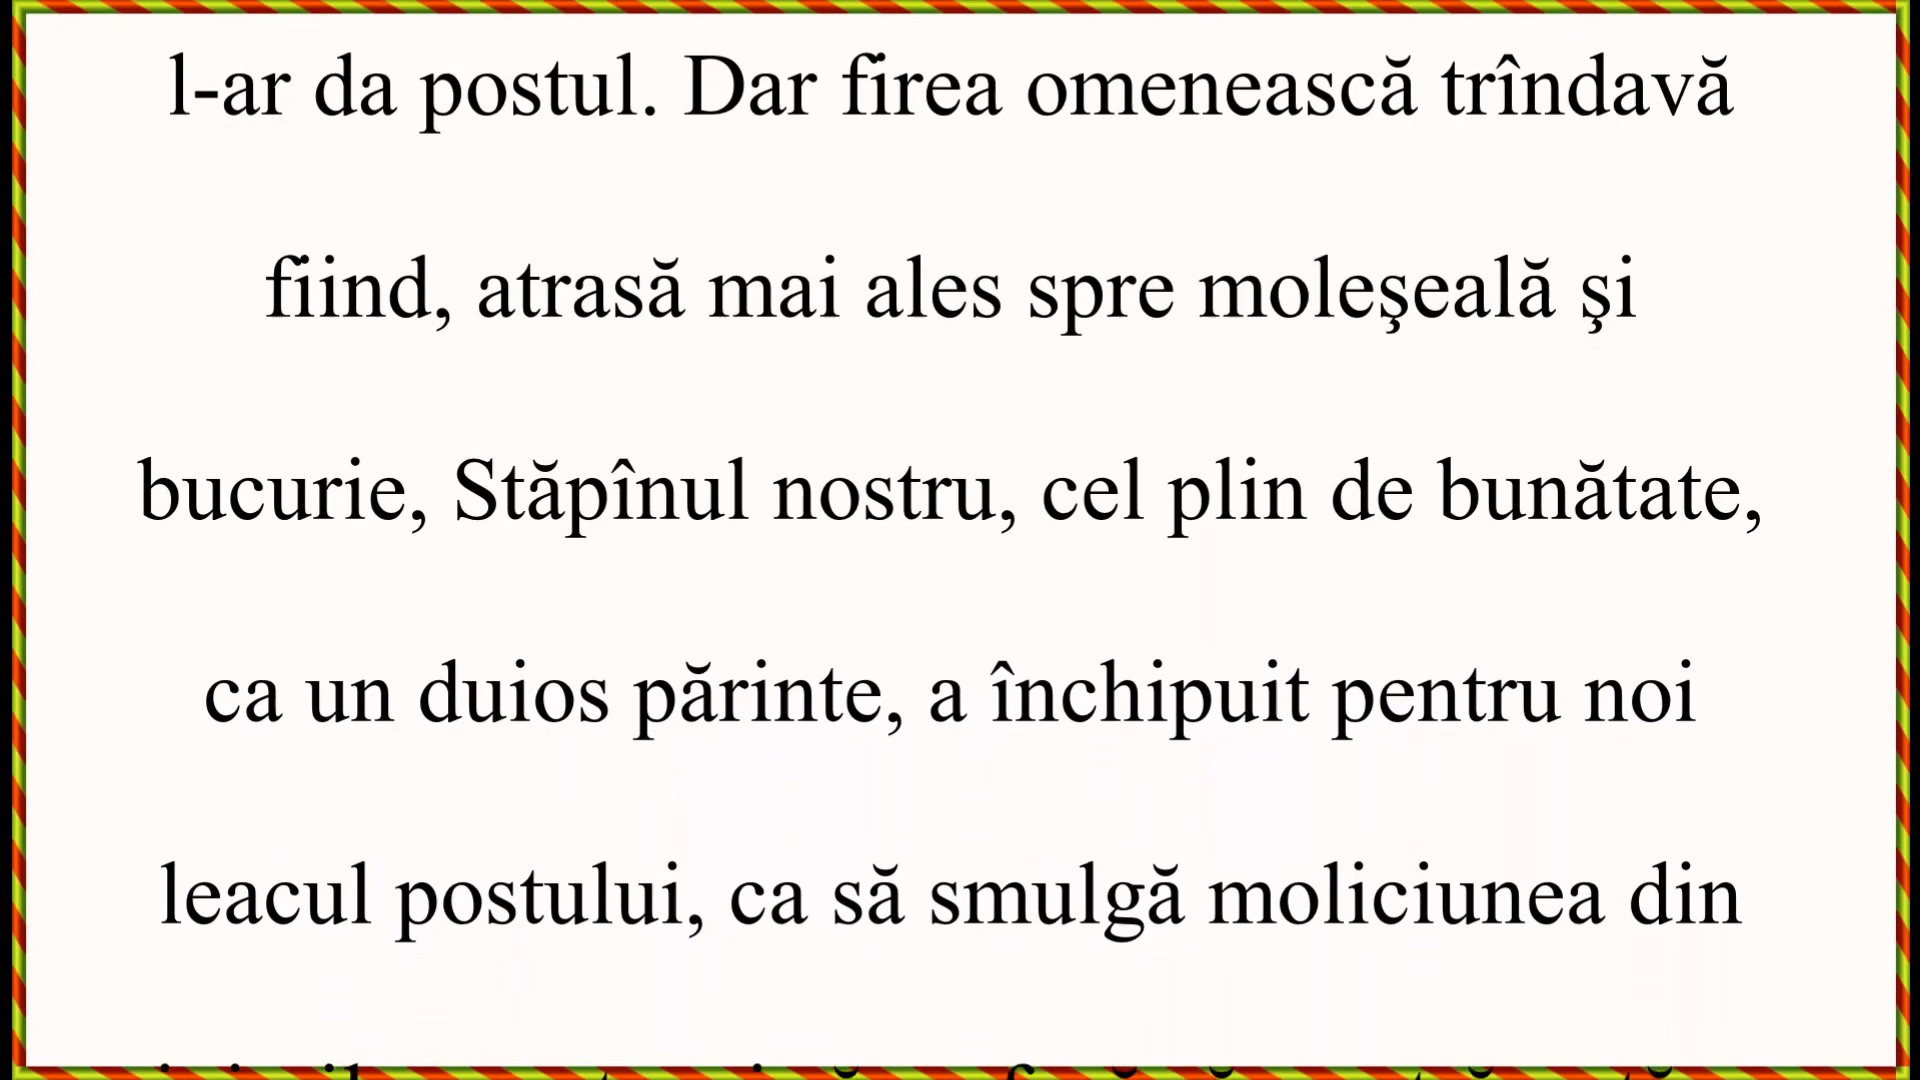 l-ar da postul. Dar firea omenească trîndavă
fiind, atrasă mai ales spre moleşeală şi
bucurie, Stăpînul nostru, cel plin de bunătate,
ca un duios părinte, a închipuit pentru noi
leacul postului, ca să smulgă moliciunea din